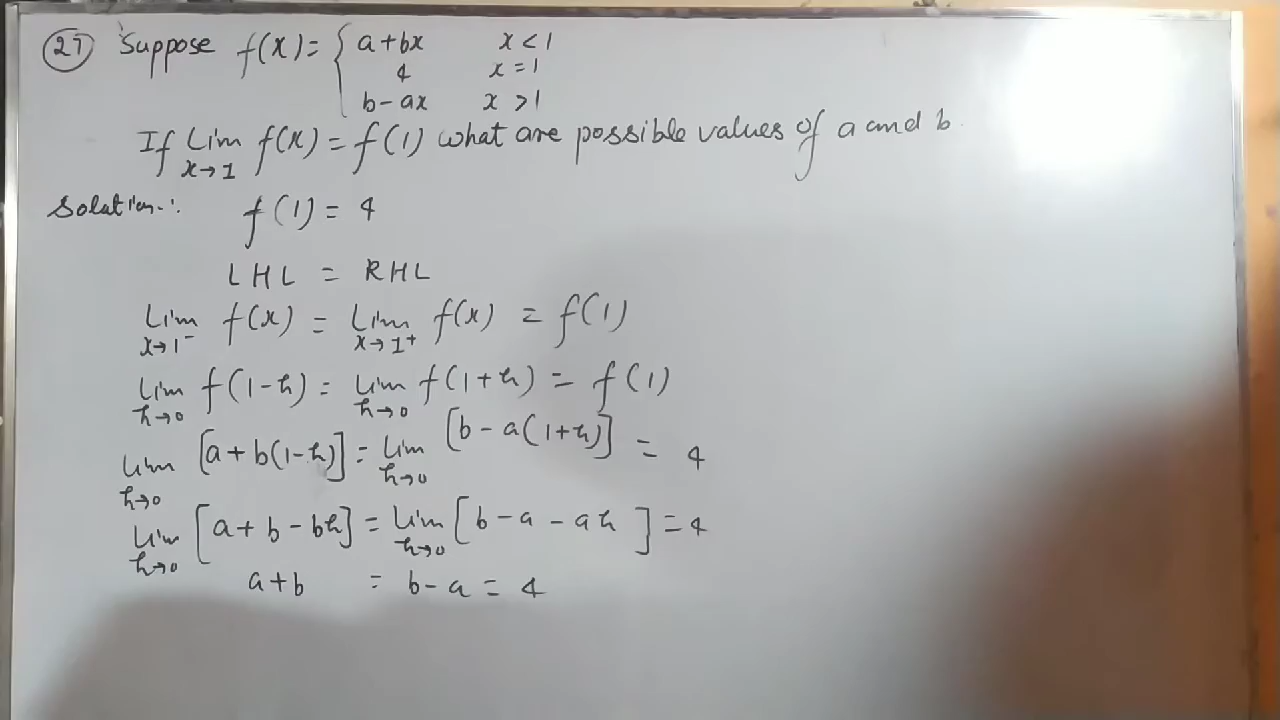 27 Suppose f(x) = { a+bx x<1
4 x=1
b-ax x>1
If Lim x→1 f(x) = f(1) what are possible values of a and b.
Solution:. f(1) = 4
LHL = RHL
Lim x→1⁻ f(x) = Lim x→1⁺ f(x) = f(1)
lim h→0 f(1-h) = lim h→0 f(1+h) = f(1)
lim h→0 [a+b(1-h)] = lim h→0 [b-a(1+h)] = 4
lim h→0 [a+b-bh] = lim h→0 [b-a-ah] = 4
a+b = b-a = 4